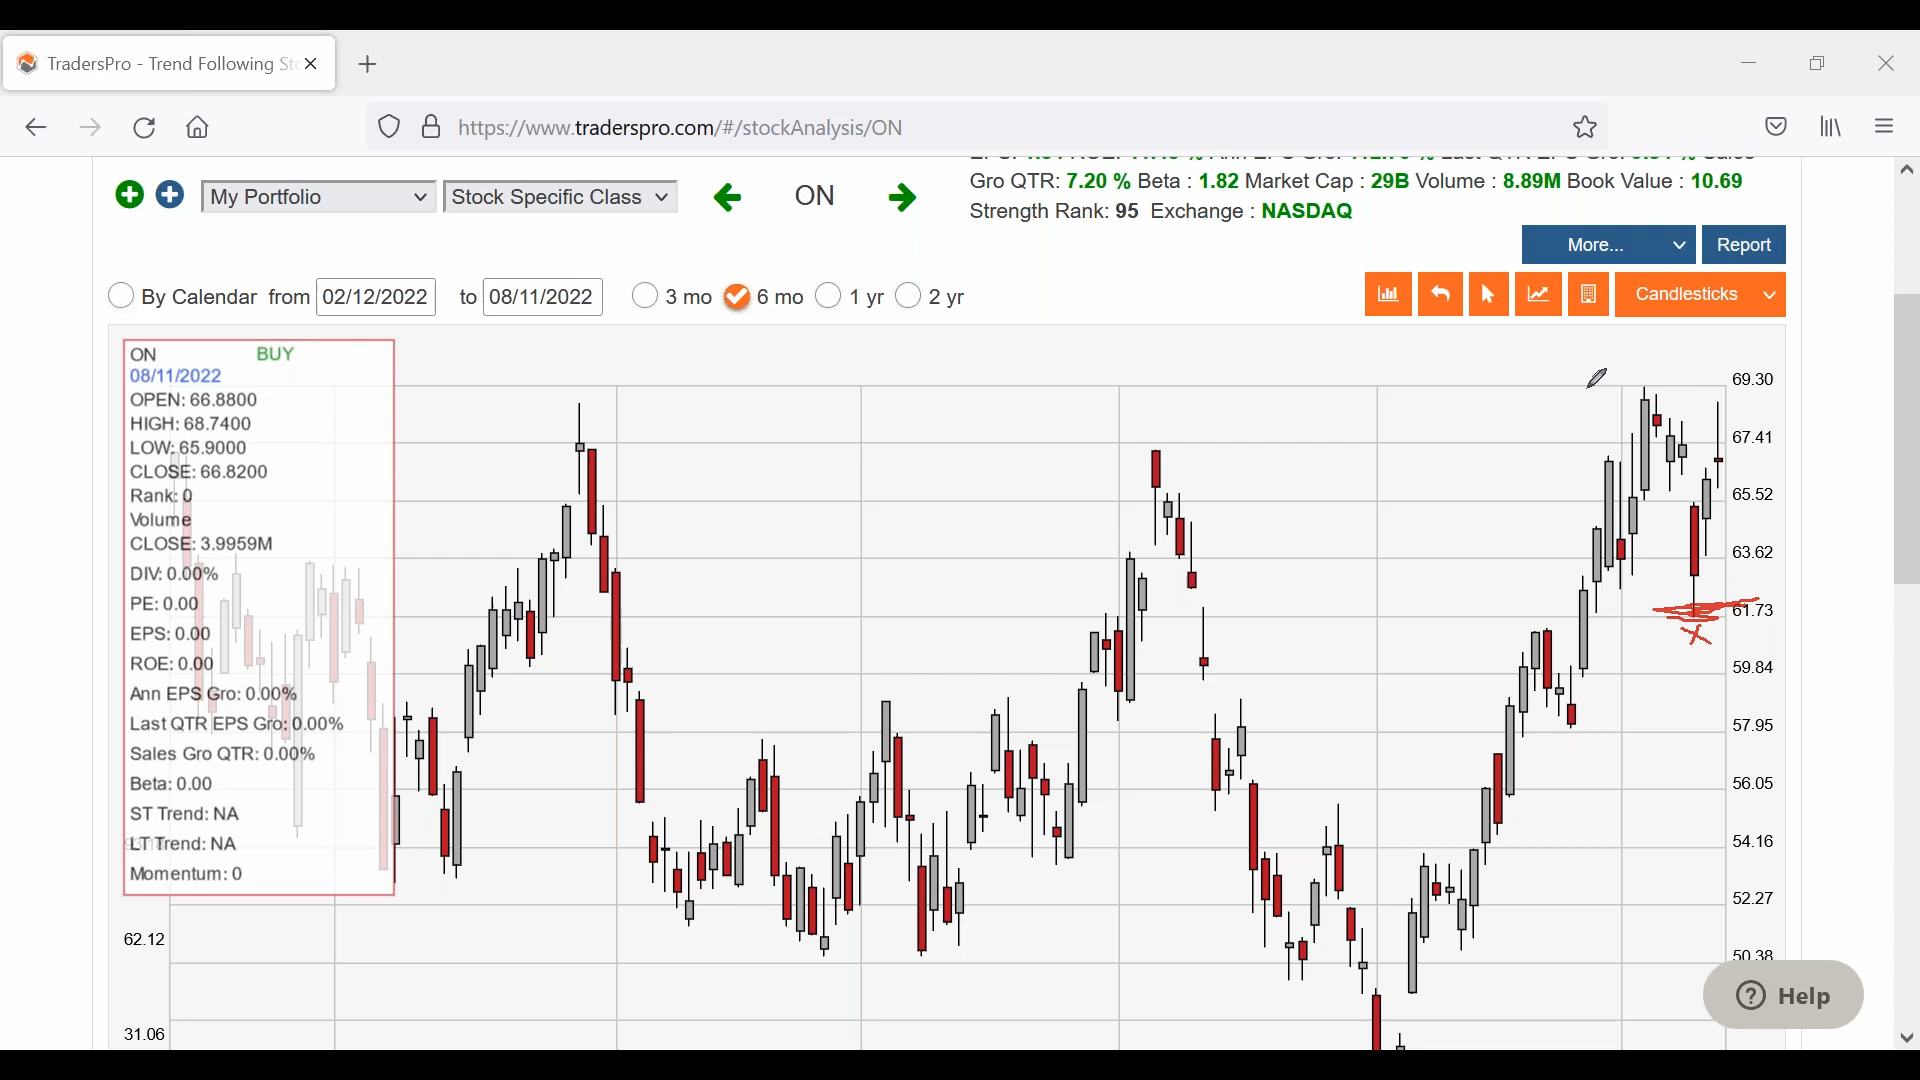 TradersPro - Trend Following St
https://www.traderspro.com/#/stockAnalysis/ON
Gro QTR: 7.20 % Beta : 1.82 Market Cap : 29B Volume : 8.89M Book Value : 10.69
My Portfolio Stock Specific Class ON
Strength Rank: 95 Exchange : NASDAQ
More... Report
By Calendar from 02/12/2022 to 08/11/2022 3 mo 6 mo 1 yr 2 yr Candlesticks
ON BUY
08/11/2022
OPEN: 66.8800
HIGH: 68.7400
LOW: 65.9000
CLOSE: 66.8200
Rank: 0
Volume
CLOSE: 3.9959M
DIV: 0.00%
PE: 0.00
EPS: 0.00
ROE: 0.00
Ann EPS Gro: 0.00%
Last QTR EPS Gro: 0.00%
Sales Gro QTR: 0.00%
Beta: 0.00
ST Trend: NA
LT Trend: NA
Momentum: 0
62.12
31.06
69.30
67.41
65.52
63.62
61.73
59.84
57.95
56.05
54.16
52.27
50.38
Help